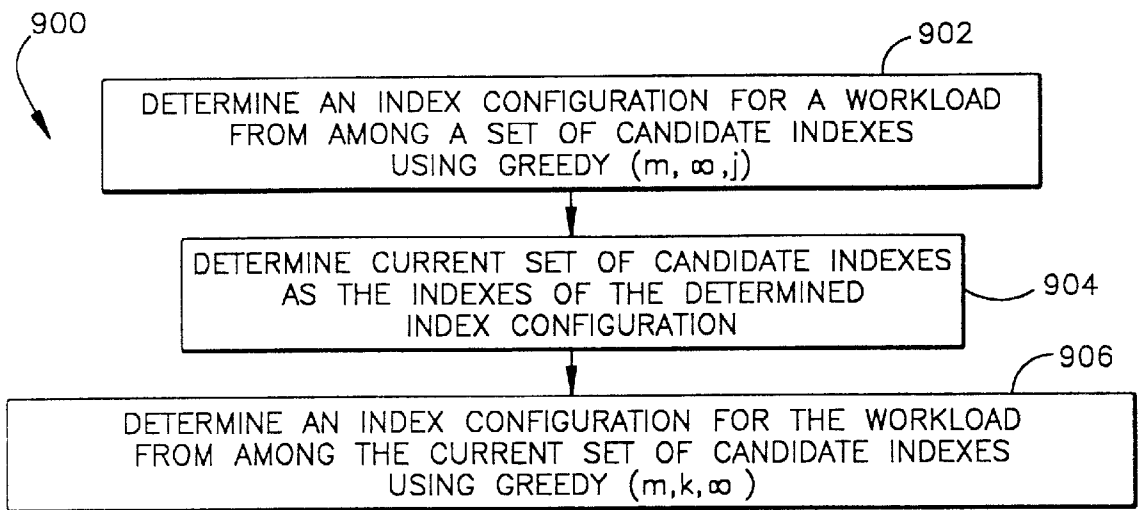 900
902
DETERMINE AN INDEX CONFIGURATION FOR A WORKLOAD
FROM AMONG A SET OF CANDIDATE INDEXES
USING GREEDY (m, ∞,j)
DETERMINE CURRENT SET OF CANDIDATE INDEXES
AS THE INDEXES OF THE DETERMINED
INDEX CONFIGURATION
904
906
DETERMINE AN INDEX CONFIGURATION FOR THE WORKLOAD
FROM AMONG THE CURRENT SET OF CANDIDATE INDEXES
USING GREEDY (m,k,∞)